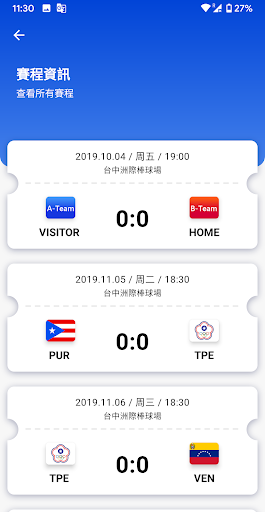 11:30
27%
賽程資訊
查看所有賽程
2019.10.04 / 周五 / 19:00
台中洲際棒球場
A-Team
0:0
B-Team
VISITOR
HOME
2019.11.05 / 周二 / 18:30
台中洲際棒球場
0:0
PUR
TPE
2019.11.06 / 周三 / 18:30
台中洲際棒球場
0:0
TPE
VEN